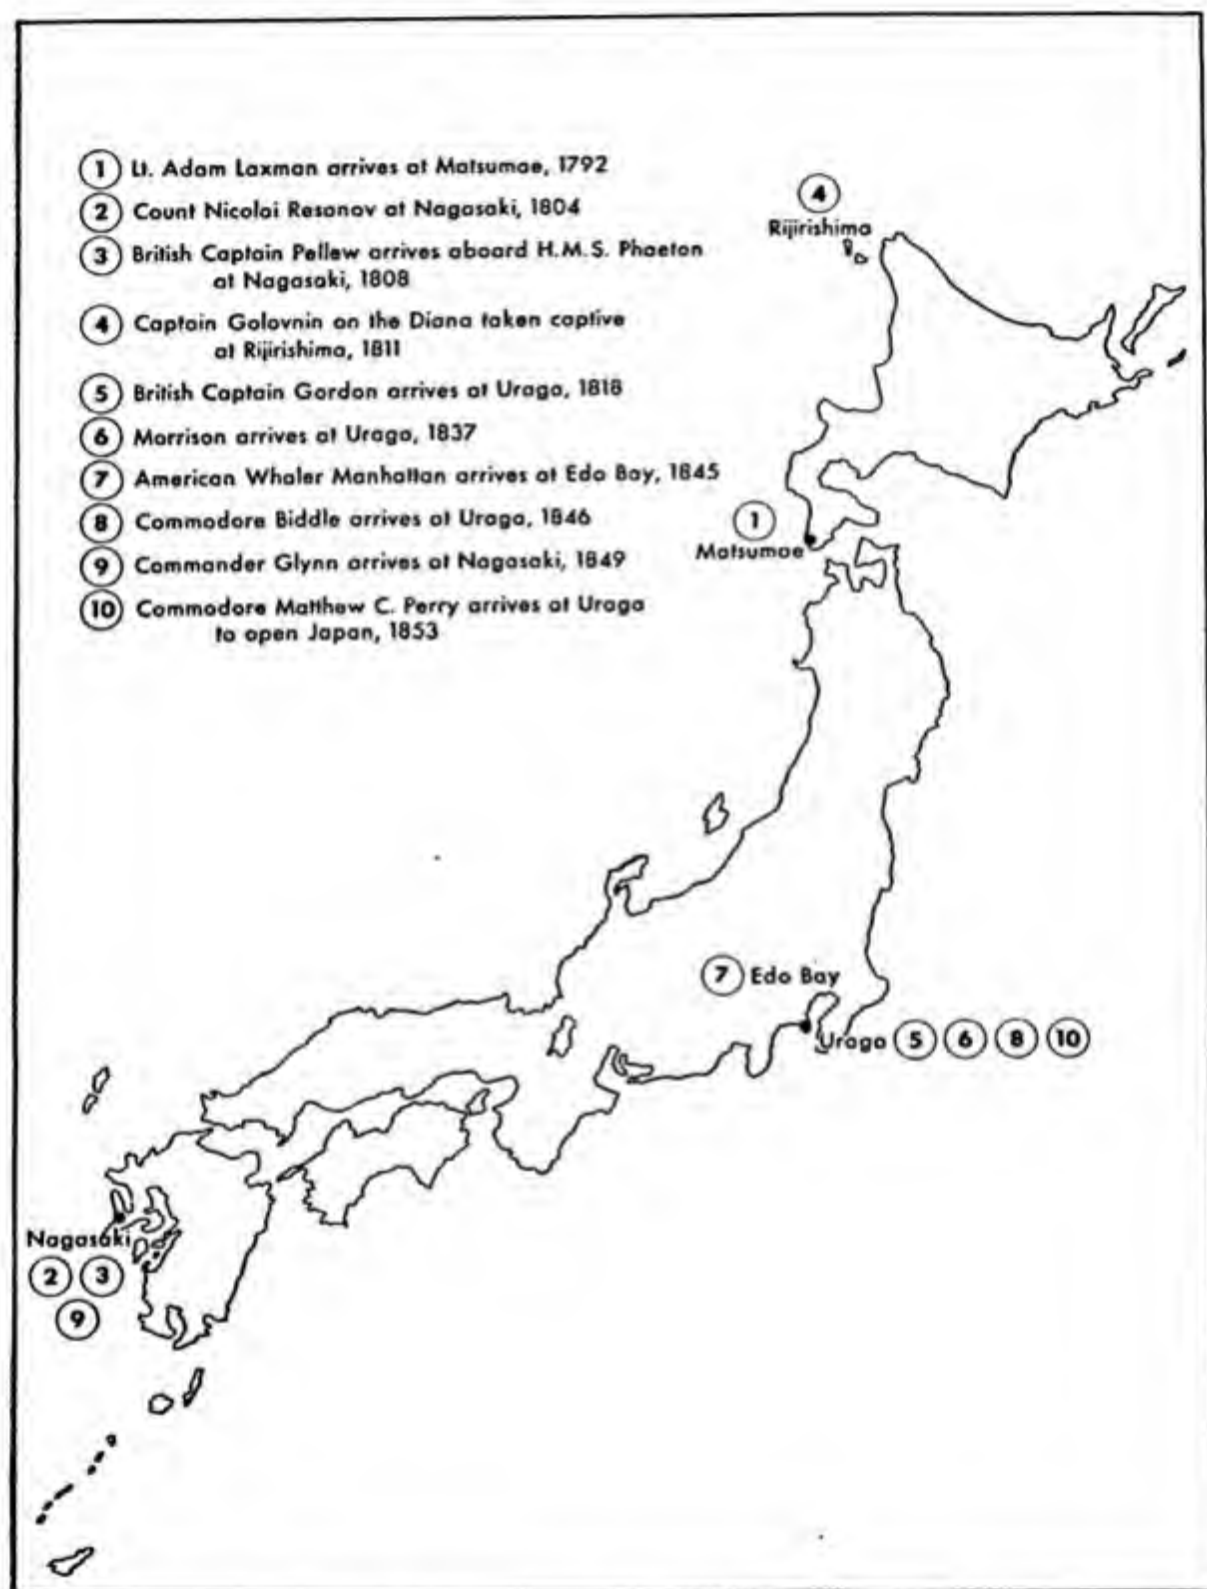 1 Lt. Adam Laxman arrives at Matsumae, 1792
2 Count Nicolai Resanov at Nagasaki, 1804
3 British Captain Pellew arrives aboard H.M.S. Phaeton
at Nagasaki, 1808
4 Captain Golovnin on the Diana taken captive
at Rijirishima, 1811
5 British Captain Gordon arrives at Uraga, 1818
6 Morrison arrives at Uraga, 1837
7 American Whaler Manhattan arrives at Edo Bay, 1845
8 Commodore Biddle arrives at Uraga, 1846
9 Commander Glynn arrives at Nagasaki, 1849
10 Commodore Matthew C. Perry arrives at Uraga
to open Japan, 1853
4
Rijirishima
1
Matsumae
7 Edo Bay
Uraga 5 6 8 10
Nagasaki
2 3
9